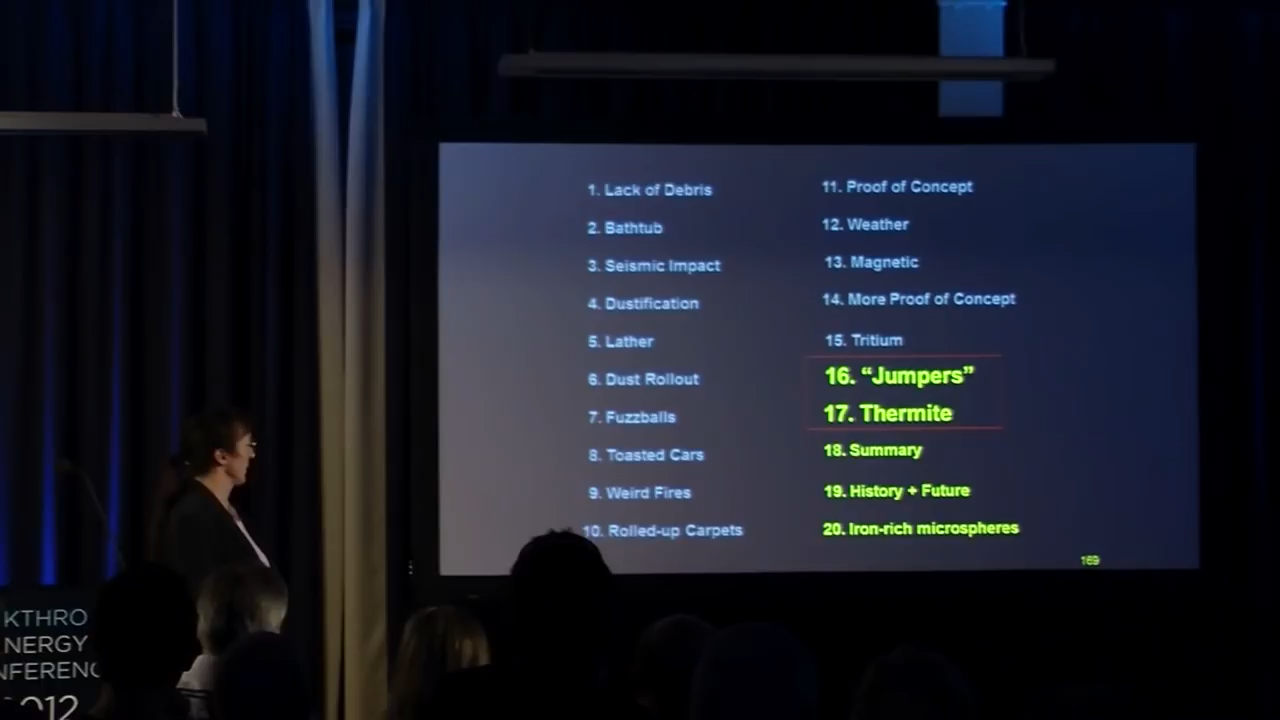 1. Lack of Debris
2. Bathtub
3. Seismic Impact
4. Dustification
5. Lather
6. Dust Rollout
7. Fuzzballs
8. Toasted Cars
9. Weird Fires
10. Rolled-up Carpets
11. Proof of Concept
12. Weather
13. Magnetic
14. More Proof of Concept
15. Tritium
16. “Jumpers”
17. Thermite
18. Summary
19. History + Future
20. Iron-rich microspheres
169
KTHRO
NERGY
NFERENC
2012